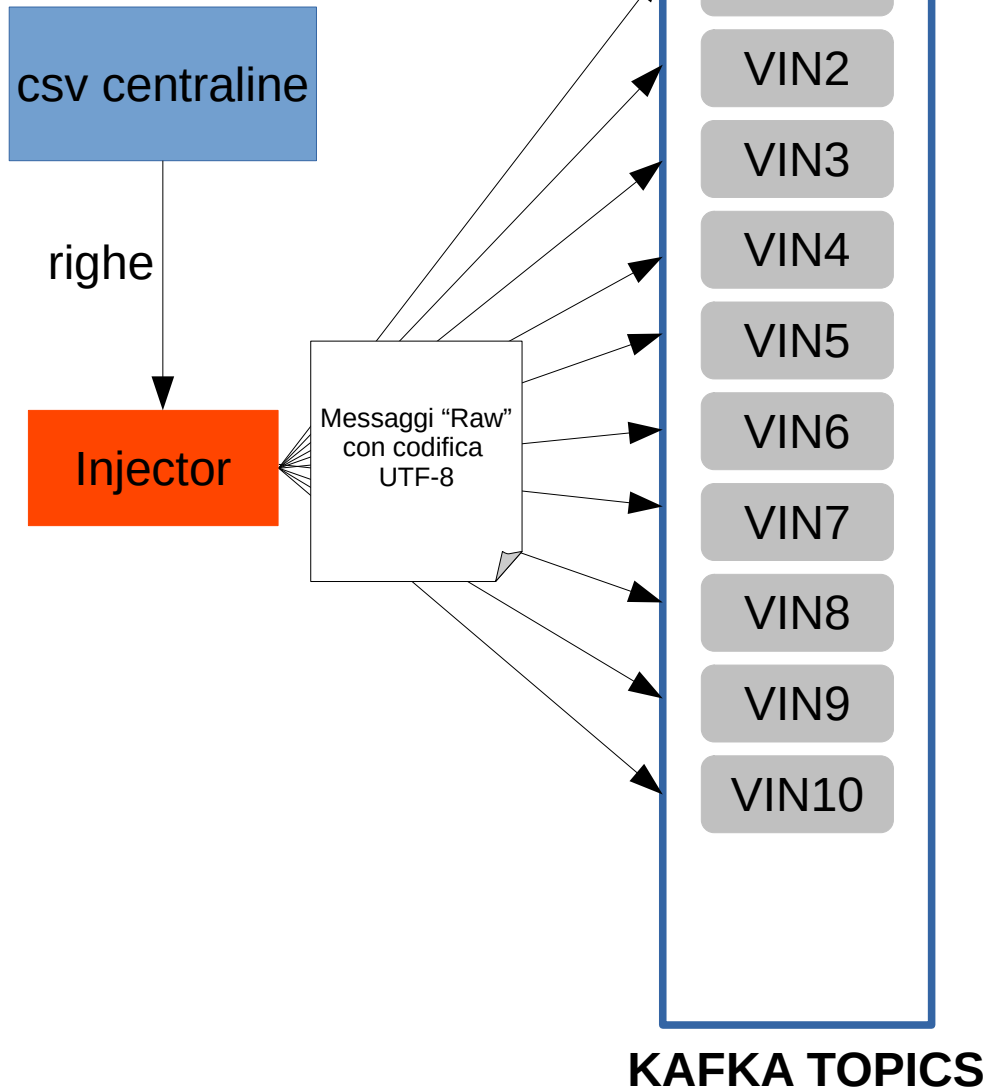 csv centraline
righe
Injector
Messaggi “Raw”
con codifica
UTF-8
VIN2
VIN3
VIN4
VIN5
VIN6
VIN7
VIN8
VIN9
VIN10
KAFKA TOPICS